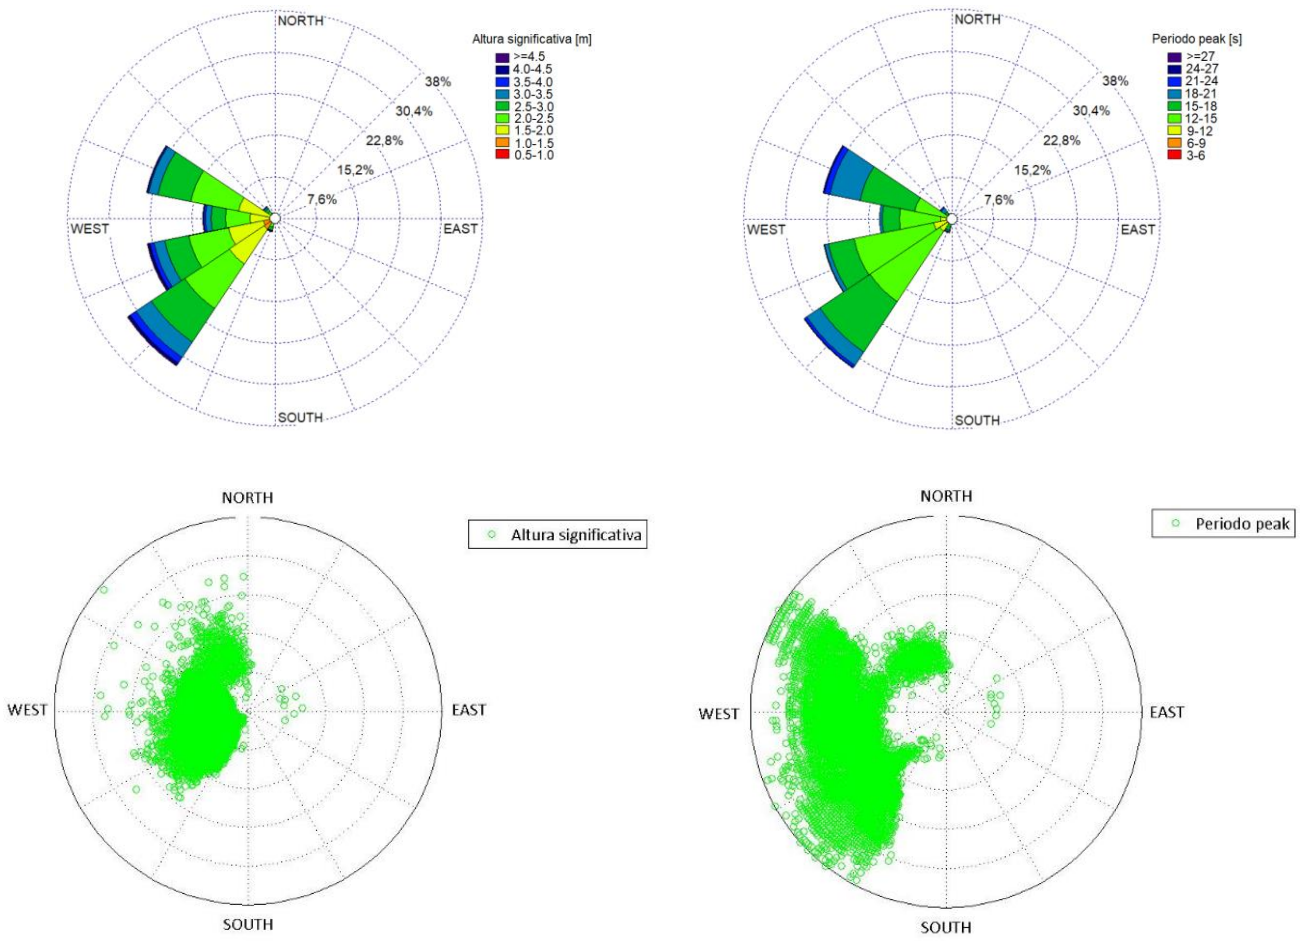 NORTH
Altura significativa [m]
>=4.5
4.0-4.5
3.5-4.0
3.0-3.5
2.5-3.0
2.0-2.5
1.5-2.0
1.0-1.5
0.5-1.0
38%
30,4%
22,8%
15,2%
7,6%
WEST
EAST
SOUTH
NORTH
Periodo peak [s]
>=27
24-27
21-24
18-21
15-18
12-15
9-12
6-9
3-6
38%
30,4%
22,8%
15,2%
7,6%
WEST
EAST
SOUTH
NORTH
Altura significativa
WEST
EAST
SOUTH
NORTH
Periodo peak
WEST
EAST
SOUTH